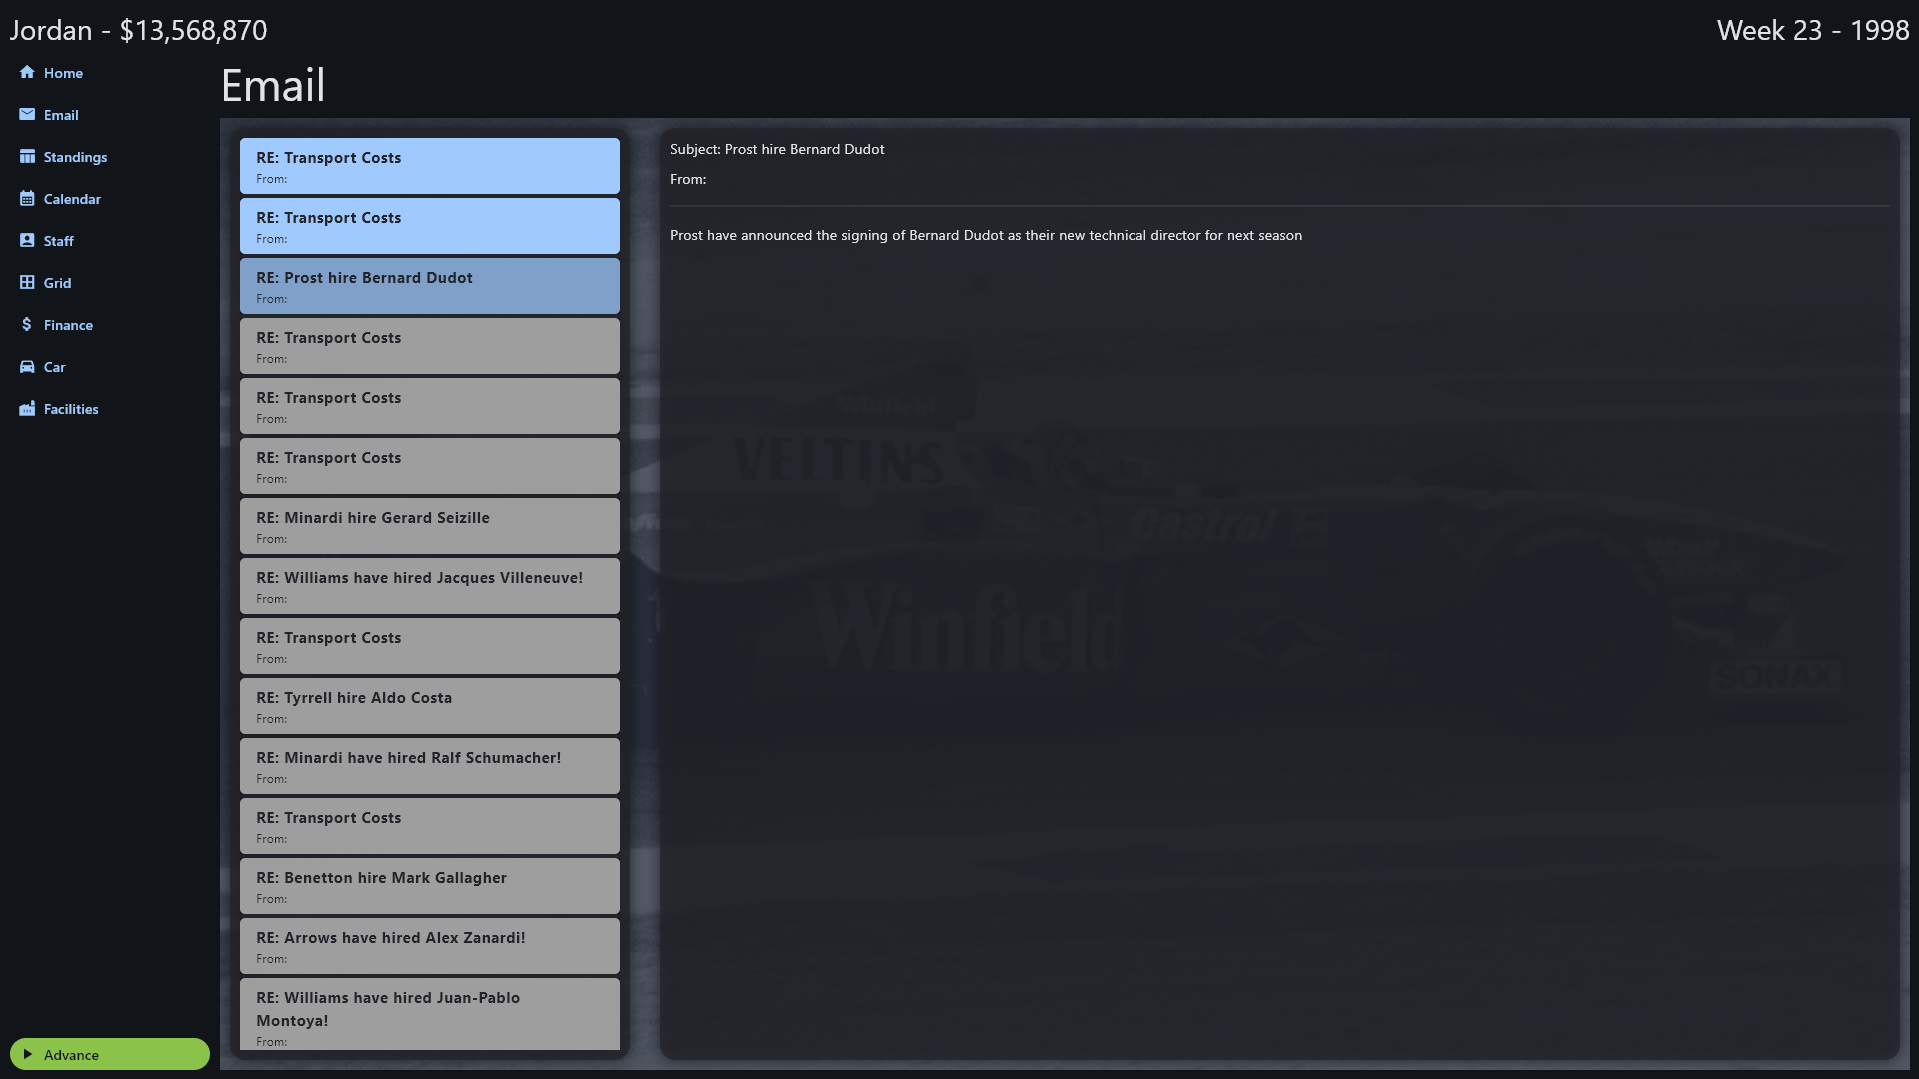 Jordan - $13,568,870
Week 23 - 1998
Home
Email
Standings
Calendar
Staff
Grid
Finance
Car
Facilities
Advance
Email
RE: Transport Costs
From:
RE: Transport Costs
From:
RE: Prost hire Bernard Dudot
From:
RE: Transport Costs
From:
RE: Transport Costs
From:
RE: Transport Costs
From:
RE: Minardi hire Gerard Seizille
From:
RE: Williams have hired Jacques Villeneuve!
From:
RE: Transport Costs
From:
RE: Tyrrell hire Aldo Costa
From:
RE: Minardi have hired Ralf Schumacher!
From:
RE: Transport Costs
From:
RE: Benetton hire Mark Gallagher
From:
RE: Arrows have hired Alex Zanardi!
From:
RE: Williams have hired Juan-Pablo
Montoya!
From:
Subject: Prost hire Bernard Dudot
From:
Prost have announced the signing of Bernard Dudot as their new technical director for next season
Winfield
VELTINS
Castrol
Winfield
SONAX